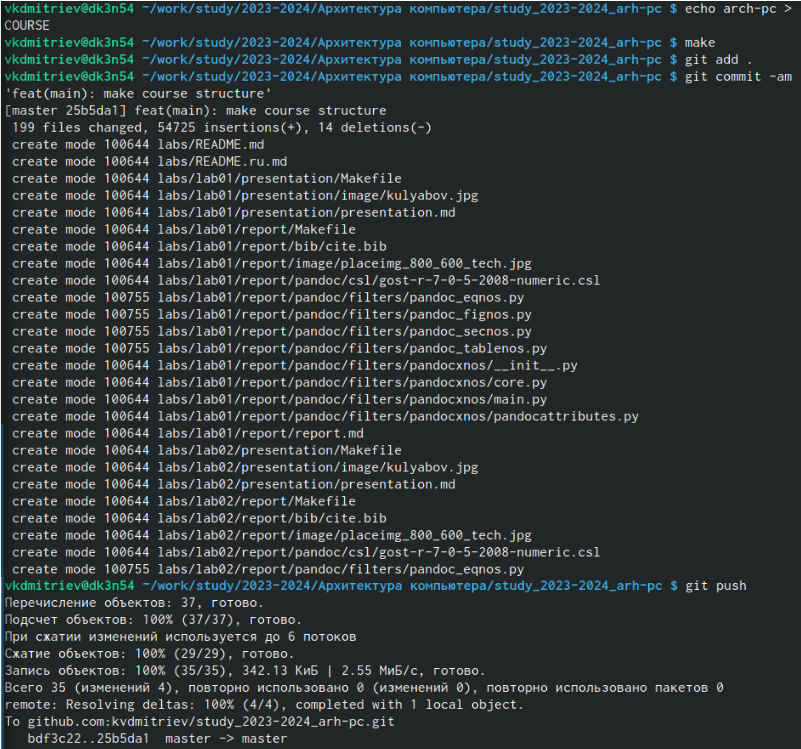 vkdmitriev@dk3n54 ~/work/study/2023-2024/Архитектура компьютера/study_2023-2024_arh-pc $ echo arch-pc >
COURSE
vkdmitriev@dk3n54 ~/work/study/2023-2024/Архитектура компьютера/study_2023-2024_arh-pc $ make
vkdmitriev@dk3n54 ~/work/study/2023-2024/Архитектура компьютера/study_2023-2024_arh-pc $ git add .
vkdmitriev@dk3n54 ~/work/study/2023-2024/Архитектура компьютера/study_2023-2024_arh-pc $ git commit -am
'feat(main): make course structure'
[master 25b5da1] feat(main): make course structure
 199 files changed, 54725 insertions(+), 14 deletions(-)
 create mode 100644 labs/README.md
 create mode 100644 labs/README.ru.md
 create mode 100644 labs/lab01/presentation/Makefile
 create mode 100644 labs/lab01/presentation/image/kulyabov.jpg
 create mode 100644 labs/lab01/presentation/presentation.md
 create mode 100644 labs/lab01/report/Makefile
 create mode 100644 labs/lab01/report/bib/cite.bib
 create mode 100644 labs/lab01/report/image/placeimg_800_600_tech.jpg
 create mode 100644 labs/lab01/report/pandoc/csl/gost-r-7-0-5-2008-numeric.csl
 create mode 100755 labs/lab01/report/pandoc/filters/pandoc_eqnos.py
 create mode 100755 labs/lab01/report/pandoc/filters/pandoc_fignos.py
 create mode 100755 labs/lab01/report/pandoc/filters/pandoc_secnos.py
 create mode 100755 labs/lab01/report/pandoc/filters/pandoc_tablenos.py
 create mode 100644 labs/lab01/report/pandoc/filters/pandocxnos/__init__.py
 create mode 100644 labs/lab01/report/pandoc/filters/pandocxnos/core.py
 create mode 100644 labs/lab01/report/pandoc/filters/pandocxnos/main.py
 create mode 100644 labs/lab01/report/pandoc/filters/pandocxnos/pandocattributes.py
 create mode 100644 labs/lab01/report/report.md
 create mode 100644 labs/lab02/presentation/Makefile
 create mode 100644 labs/lab02/presentation/image/kulyabov.jpg
 create mode 100644 labs/lab02/presentation/presentation.md
 create mode 100644 labs/lab02/report/Makefile
 create mode 100644 labs/lab02/report/bib/cite.bib
 create mode 100644 labs/lab02/report/image/placeimg_800_600_tech.jpg
 create mode 100644 labs/lab02/report/pandoc/csl/gost-r-7-0-5-2008-numeric.csl
 create mode 100755 labs/lab02/report/pandoc/filters/pandoc_eqnos.py
vkdmitriev@dk3n54 ~/work/study/2023-2024/Архитектура компьютера/study_2023-2024_arh-pc $ git push
Перечисление объектов: 37, готово.
Подсчет объектов: 100% (37/37), готово.
При сжатии изменений используется до 6 потоков
Сжатие объектов: 100% (29/29), готово.
Запись объектов: 100% (35/35), 342.13 КиБ | 2.55 МиБ/с, готово.
Всего 35 (изменений 4), повторно использовано 0 (изменений 0), повторно использовано пакетов 0
remote: Resolving deltas: 100% (4/4), completed with 1 local object.
To github.com:kvdmitriev/study_2023-2024_arh-pc.git
   bdf3c22..25b5da1  master -> master